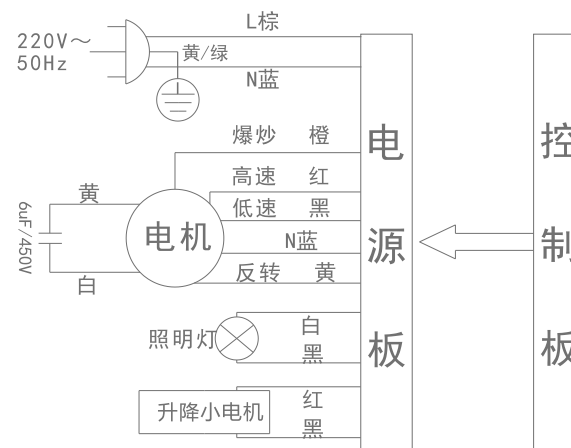 L棕
220V～
50Hz
黄/绿
N蓝
爆炒 橙
高速 红
低速 黑
N蓝
反转 黄
黄
6uF/450V
白
电机
照明灯
白
黑
升降小电机
红
黑
电源板
控制板